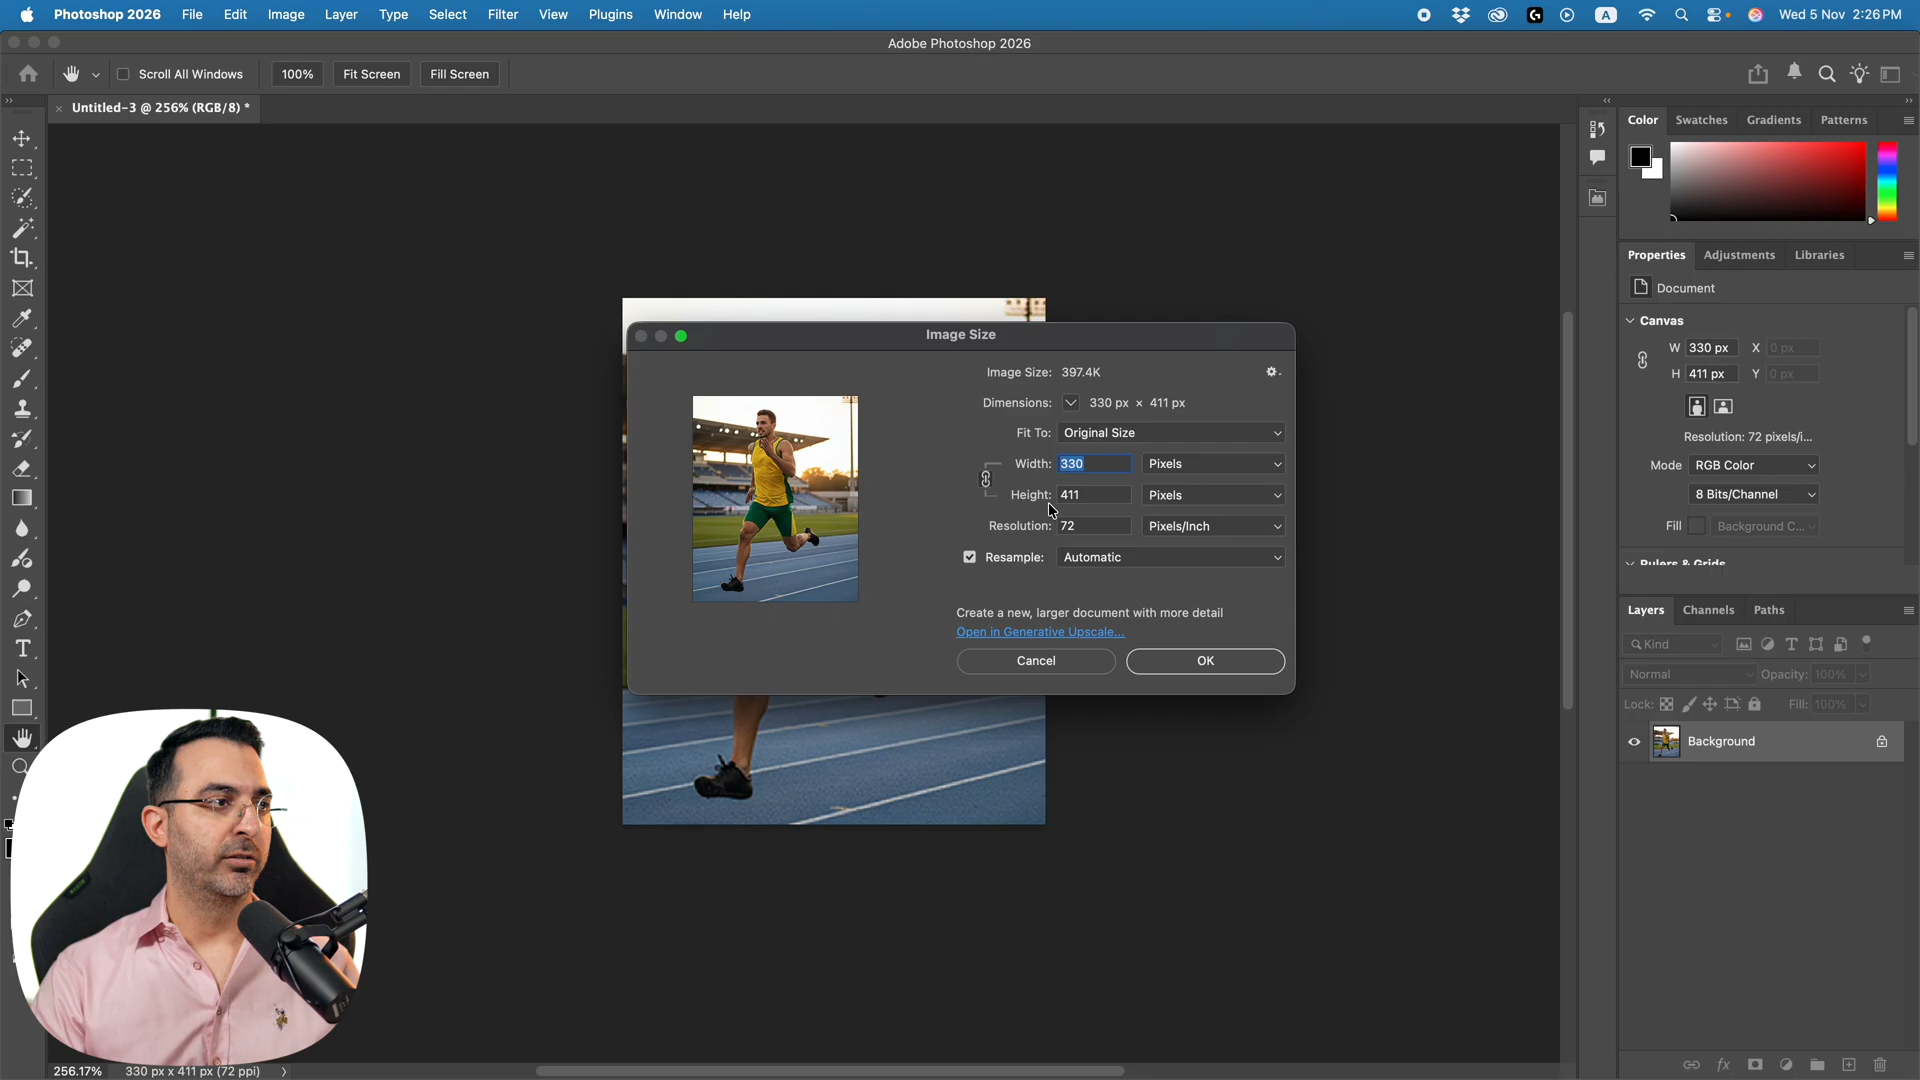 Photoshop 2026 File Edit Image Layer Type Select Filter View Plugins Window Help
A Wed 5 Nov 2:26 PM
Adobe Photoshop 2026
Scroll All Windows 100% Fit Screen Fill Screen
Untitled-3 @ 256% (RGB/8) *
Color Swatches Gradients Patterns
Properties Adjustments Libraries
Document
Canvas
W 330 px X 0 px
H 411 px Y 0 px
Resolution: 72 pixels/i...
Mode RGB Color
8 Bits/Channel
Fill Background C...
Rulers & Grids
Image Size
Image Size: 397.4K
Dimensions: 330 px × 411 px
Fit To: Original Size
Width: 330 Pixels
Height: 411 Pixels
Resolution: 72 Pixels/Inch
Resample: Automatic
Create a new, larger document with more detail
Open in Generative Upscale...
Cancel OK
Layers Channels Paths
Kind
Normal Opacity: 100%
Lock: Fill: 100%
Background
256.17% 330 px x 411 px (72 ppi)